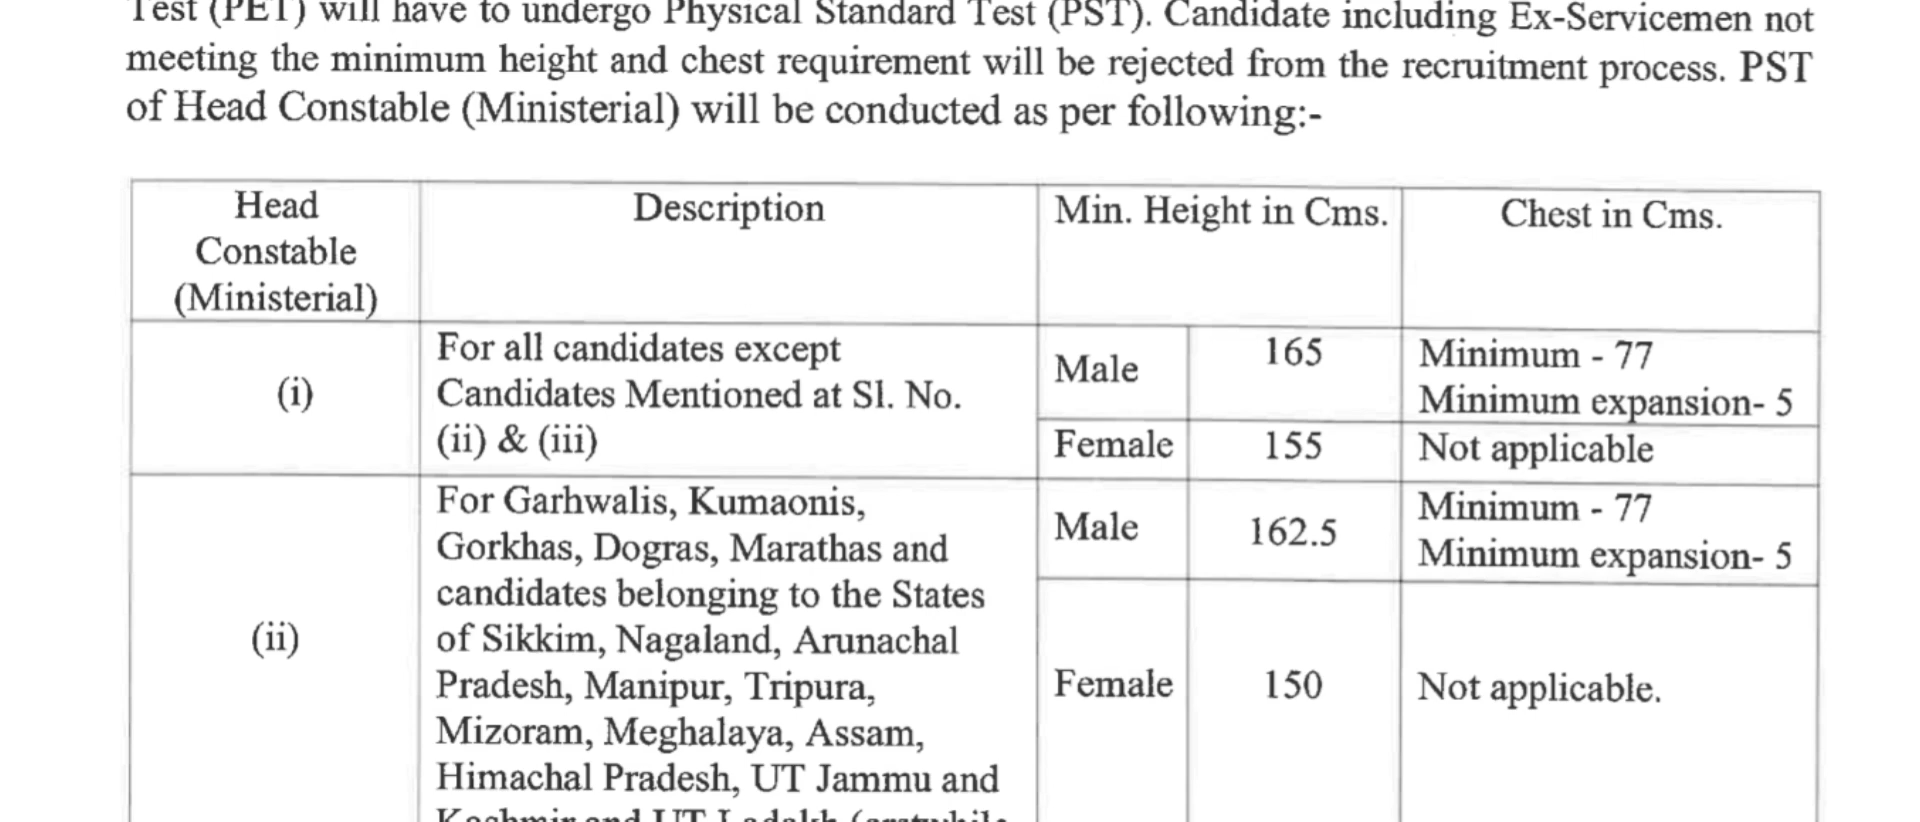 Test (PET) will have to undergo Physical Standard Test (PST). Candidate including Ex-Servicemen not
meeting the minimum height and chest requirement will be rejected from the recruitment process. PST
of Head Constable (Ministerial) will be conducted as per following:-
Head
Constable
(Ministerial)
Description
Min. Height in Cms.
Chest in Cms.
(i)
For all candidates except
Candidates Mentioned at Sl. No.
(ii) & (iii)
Male
165
Minimum - 77
Minimum expansion- 5
Female
155
Not applicable
(ii)
For Garhwalis, Kumaonis,
Gorkhas, Dogras, Marathas and
candidates belonging to the States
of Sikkim, Nagaland, Arunachal
Pradesh, Manipur, Tripura,
Mizoram, Meghalaya, Assam,
Himachal Pradesh, UT Jammu and
Kashmir and UT Ladakh (erstwhile
Male
162.5
Minimum - 77
Minimum expansion- 5
Female
150
Not applicable.